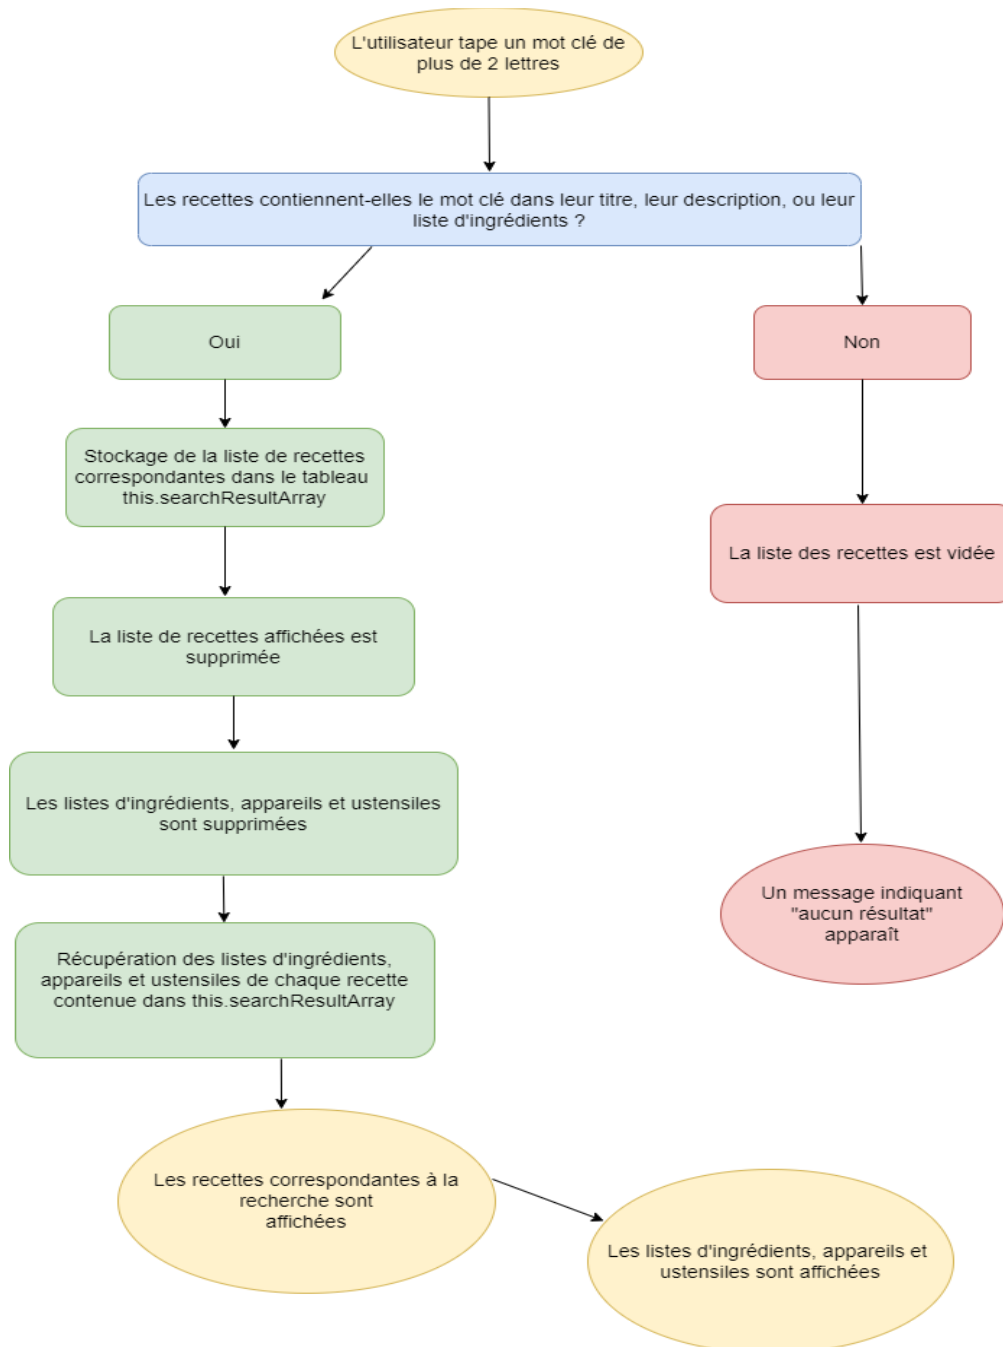 L'utilisateur tape un mot clé de
plus de 2 lettres
Les recettes contiennent-elles le mot clé dans leur titre, leur description, ou leur
liste d'ingrédients ?
Oui
Non
Stockage de la liste de recettes
correspondantes dans le tableau
this.searchResultArray
La liste des recettes est vidée
La liste de recettes affichées est
supprimée
Les listes d'ingrédients, appareils et ustensiles
sont supprimées
Un message indiquant
"aucun résultat"
apparaît
Récupération des listes d'ingrédients,
appareils et ustensiles de chaque recette
contenue dans this.searchResultArray
Les recettes correspondantes à la
recherche sont
affichées
Les listes d'ingrédients, appareils et
ustensiles sont affichées